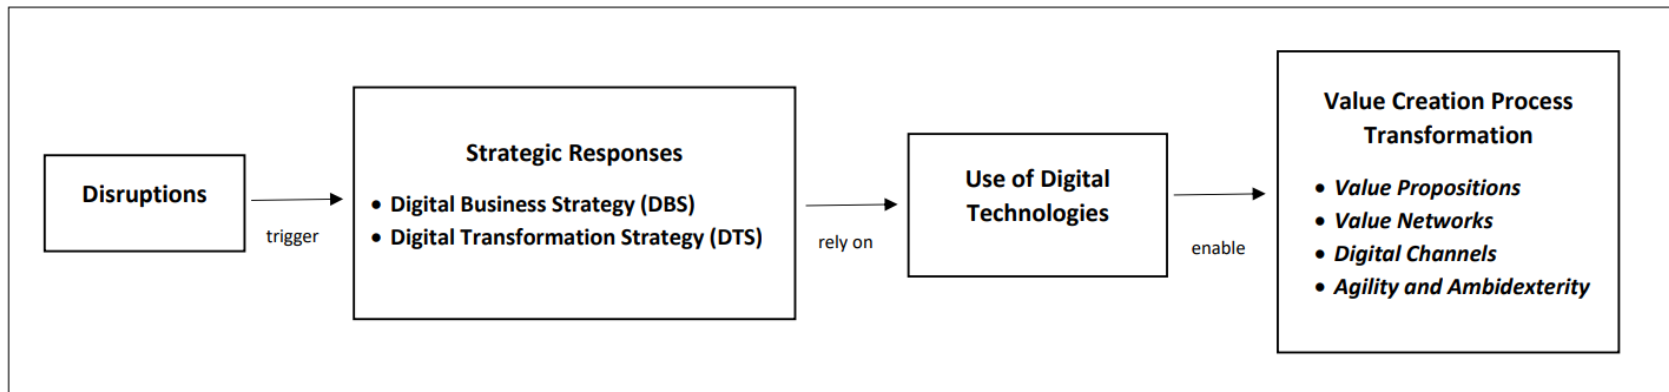 Disruptions
trigger
Strategic Responses
• Digital Business Strategy (DBS)
• Digital Transformation Strategy (DTS)
rely on
Use of Digital
Technologies
enable
Value Creation Process
Transformation
• Value Propositions
• Value Networks
• Digital Channels
• Agility and Ambidexterity